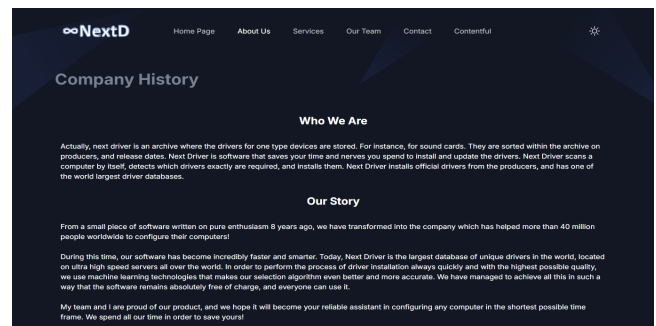 ∞NextD
Home Page
About Us
Services
Our Team
Contact
Contentful
Company History
Who We Are
Actually, next driver is an archive where the drivers for one type devices are stored. For instance, for sound cards. They are sorted within the archive on
producers, and release dates. Next Driver is software that saves your time and nerves you spend to install and update the drivers. Next Driver scans a
computer by itself, detects which drivers exactly are required, and installs them. Next Driver installs official drivers from the producers, and has one of
the world largest driver databases.
Our Story
From a small piece of software written on pure enthusiasm 8 years ago, we have transformed into the company which has helped more than 40 million
people worldwide to configure their computers!
During this time, our software has become incredibly faster and smarter. Today, Next Driver is the largest database of unique drivers in the world, located
on ultra high speed servers all over the world. In order to perform the process of driver installation always quickly and with the highest possible quality,
we use machine learning technologies that makes our selection algorithm even better and more accurate. We have managed to achieve all this in such a
way that the software remains absolutely free of charge, and everyone can use it.
My team and I are proud of our product, and we hope it will become your reliable assistant in configuring any computer in the shortest possible time
frame. We spend all our time in order to save yours!